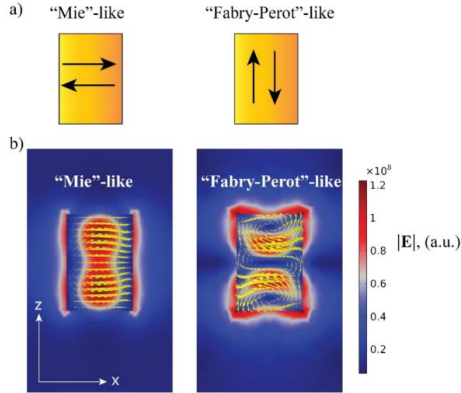 a)
“Mie”-like
“Fabry-Perot”-like
b)
“Mie”-like
“Fabry-Perot”-like
×10⁸
1.2
1
0.8
0.6
0.4
0.2
|E|, (a.u.)
z
x